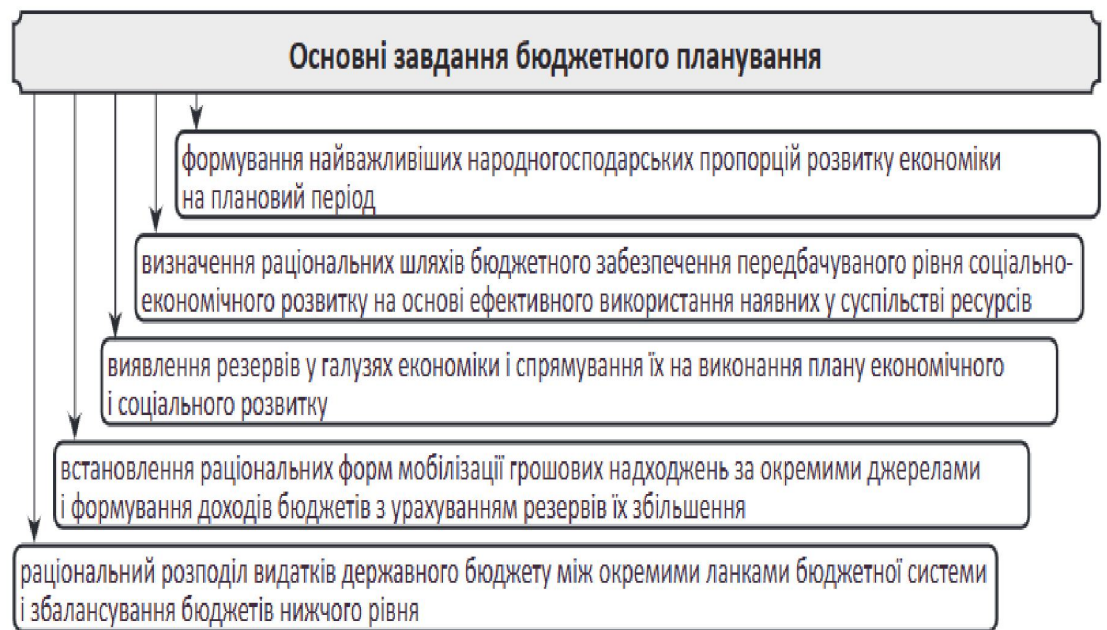 Основні завдання бюджетного планування
формування найважливіших народногосподарських пропорцій розвитку економіки
на плановий період
визначення раціональних шляхів бюджетного забезпечення передбачуваного рівня соціально-
економічного розвитку на основі ефективного використання наявних у суспільстві ресурсів
виявлення резервів у галузях економіки і спрямування їх на виконання плану економічного
і соціального розвитку
встановлення раціональних форм мобілізації грошових надходжень за окремими джерелами
і формування доходів бюджетів з урахуванням резервів їх збільшення
раціональний розподіл видатків державного бюджету між окремими ланками бюджетної системи
і збалансування бюджетів нижчого рівня